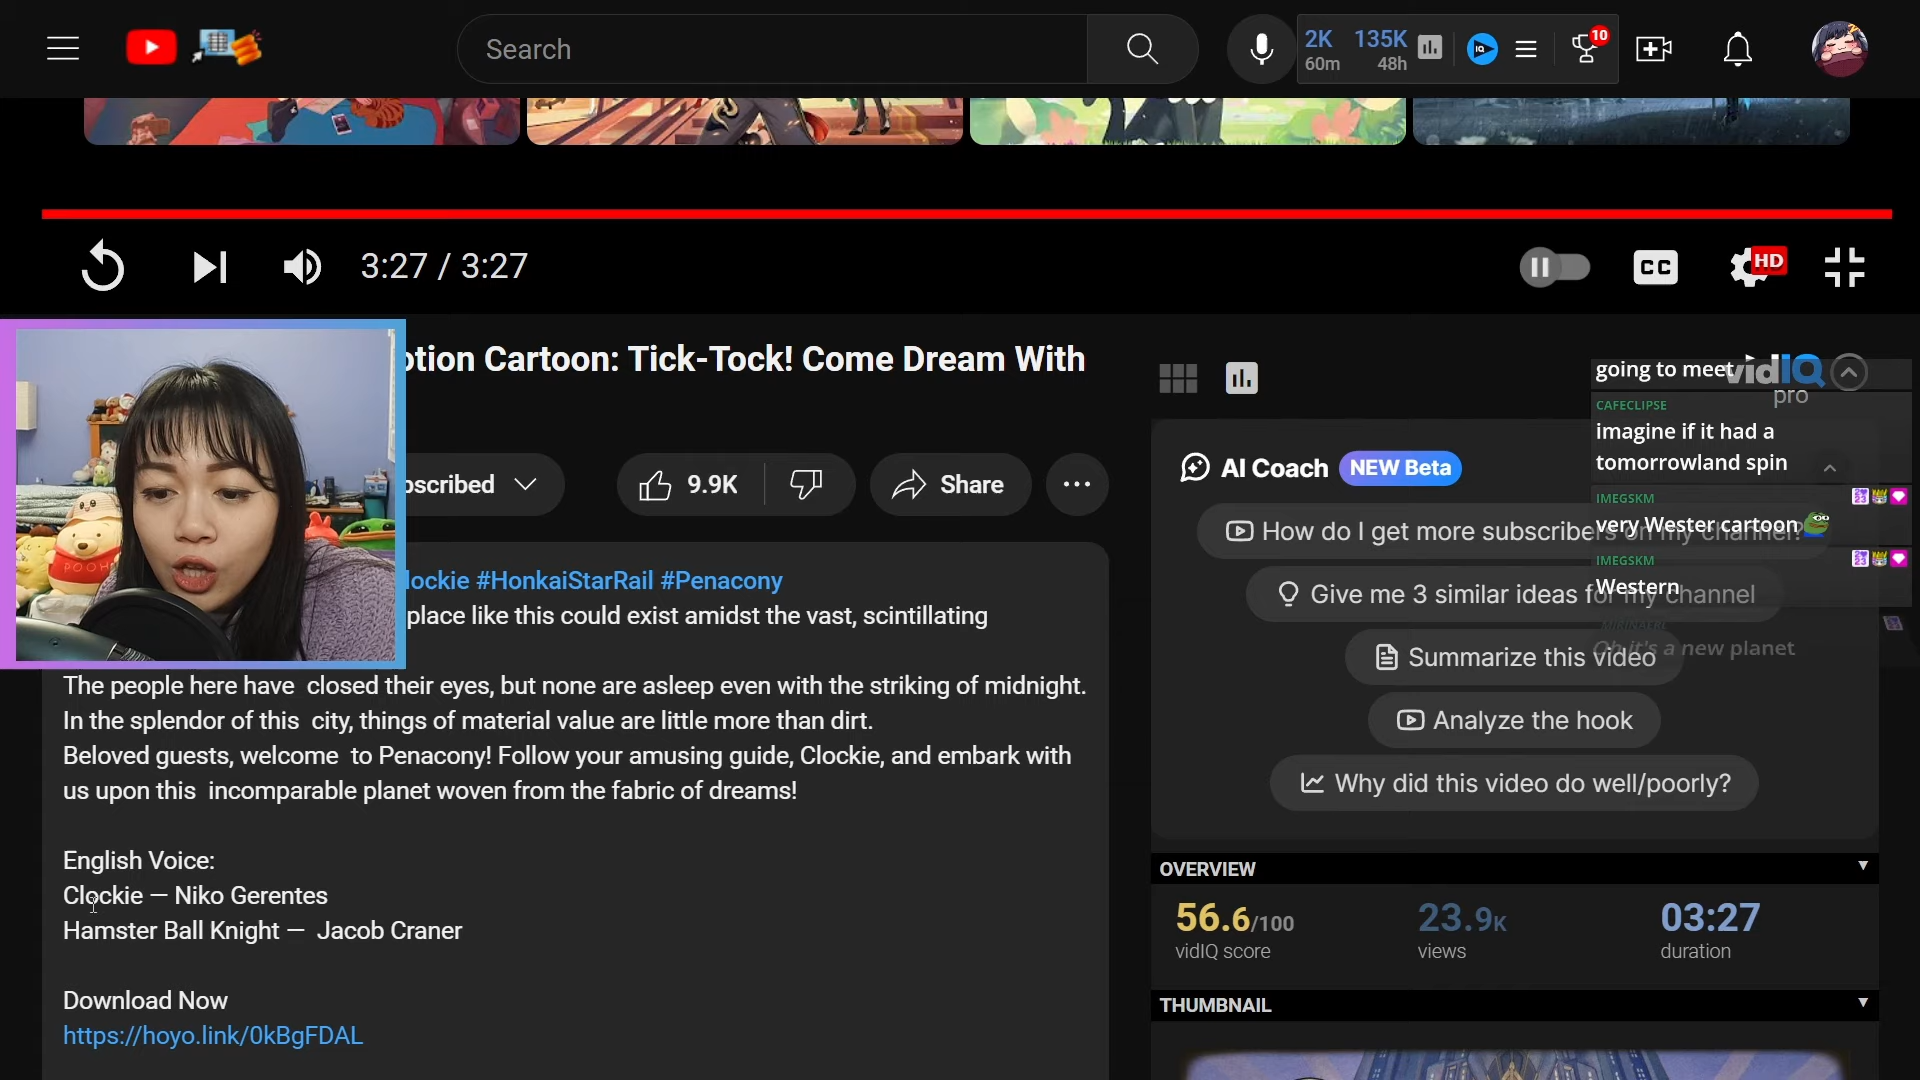 Search
2K
60m
135K
48h
IQ
10
3:27 / 3:27
CC
HD
otion Cartoon: Tick-Tock! Come Dream With
bscribed
9.9K
Share
lockie #HonkaiStarRail #Penacony
place like this could exist amidst the vast, scintillating
The people here have closed their eyes, but none are asleep even with the striking of midnight.
In the splendor of this city, things of material value are little more than dirt.
Beloved guests, welcome to Penacony! Follow your amusing guide, Clockie, and embark with
us upon this incomparable planet woven from the fabric of dreams!
English Voice:
Clockie — Niko Gerentes
Hamster Ball Knight — Jacob Craner
Download Now
https://hoyo.link/0kBgFDAL
POOH
vidIQ
pro
AI Coach NEW Beta
How do I get more subscribers on my channel?
Give me 3 similar ideas for my channel
Summarize this video
Analyze the hook
Why did this video do well/poorly?
OVERVIEW
56.6/100
vidIQ score
23.9K
views
03:27
duration
THUMBNAIL
going to meet
CAFECLIPSE
imagine if it had a
tomorrowland spin
IMEGSKM
very Wester cartoon
IMEGSKM
Western
Oh it's a new planet